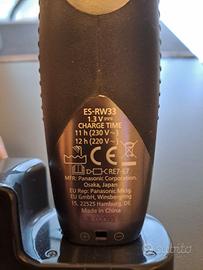 ES-RW33
1.3 V
CHARGE TIME
11 h (230 V~)
12 h (220 V~)
CE
MFR: Panasonic Corporation
Osaka, Japan
EU Rep: Panasonic Mktg.
EU GmbH, Winsbergring
15, 22525 Hamburg, DE
Made in China
subito